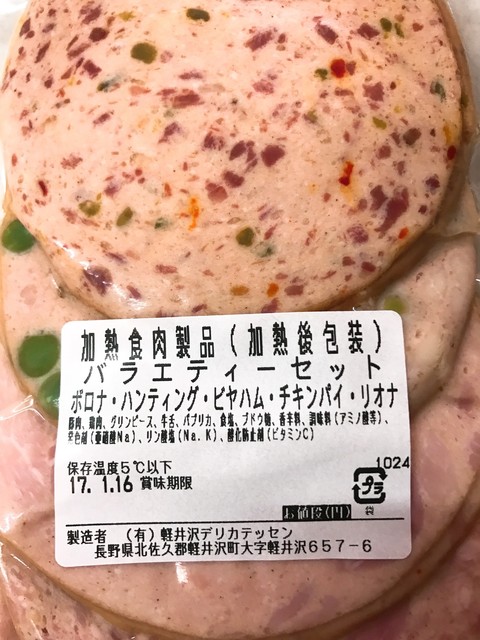 加熱食肉製品(加熱後包装)
バラエティーセット
ボロナ・ハンティング・ビヤハム・チキンパイ・リオナ
豚肉、鶏肉、グリンピース、牛舌、パプリカ、食塩、ブドウ糖、香辛料、調味料(アミノ酸等)、
発色剤(亜硝酸Na)、リン酸塩(Na.K)、酸化防止剤(ビタミンC)
保存温度5℃以下
17. 1.16 賞味期限
1024
プラ
袋
お値段(円)
製造者 (有)軽井沢デリカテッセン
長野県北佐久郡軽井沢町大字軽井沢657-6